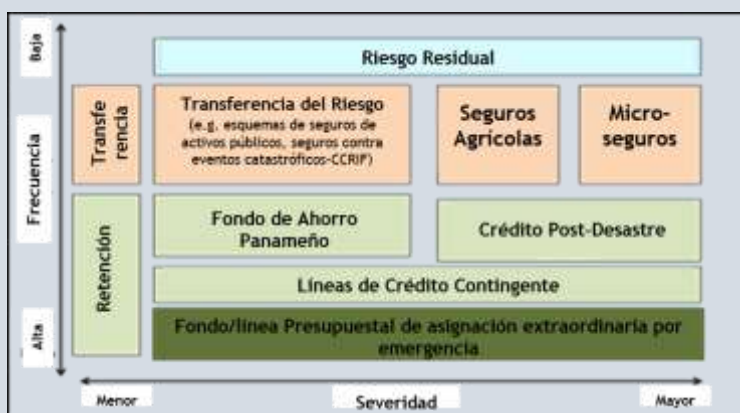 Baja
Riesgo Residual
Frecuencia
Transfe
rencia
Transferencia del Riesgo
(e.g. esquemas de seguros de
activos públicos, seguros contra
eventos catastróficos-CCRIF)
Seguros
Agrícolas
Micro-
seguros
Retención
Fondo de Ahorro
Panameño
Crédito Post-Desastre
Líneas de Crédito Contingente
Alta
Fondo/línea Presupuestal de asignación extraordinaria por
emergencia
Menor
Severidad
Mayor